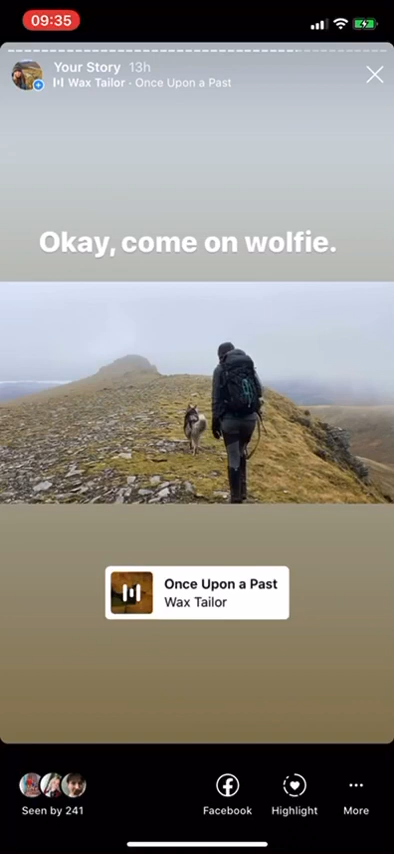 09:35
Your Story 13h
Wax Tailor · Once Upon a Past
Okay, come on wolfie.
Once Upon a Past
Wax Tailor
Seen by 241
Facebook
Highlight
More